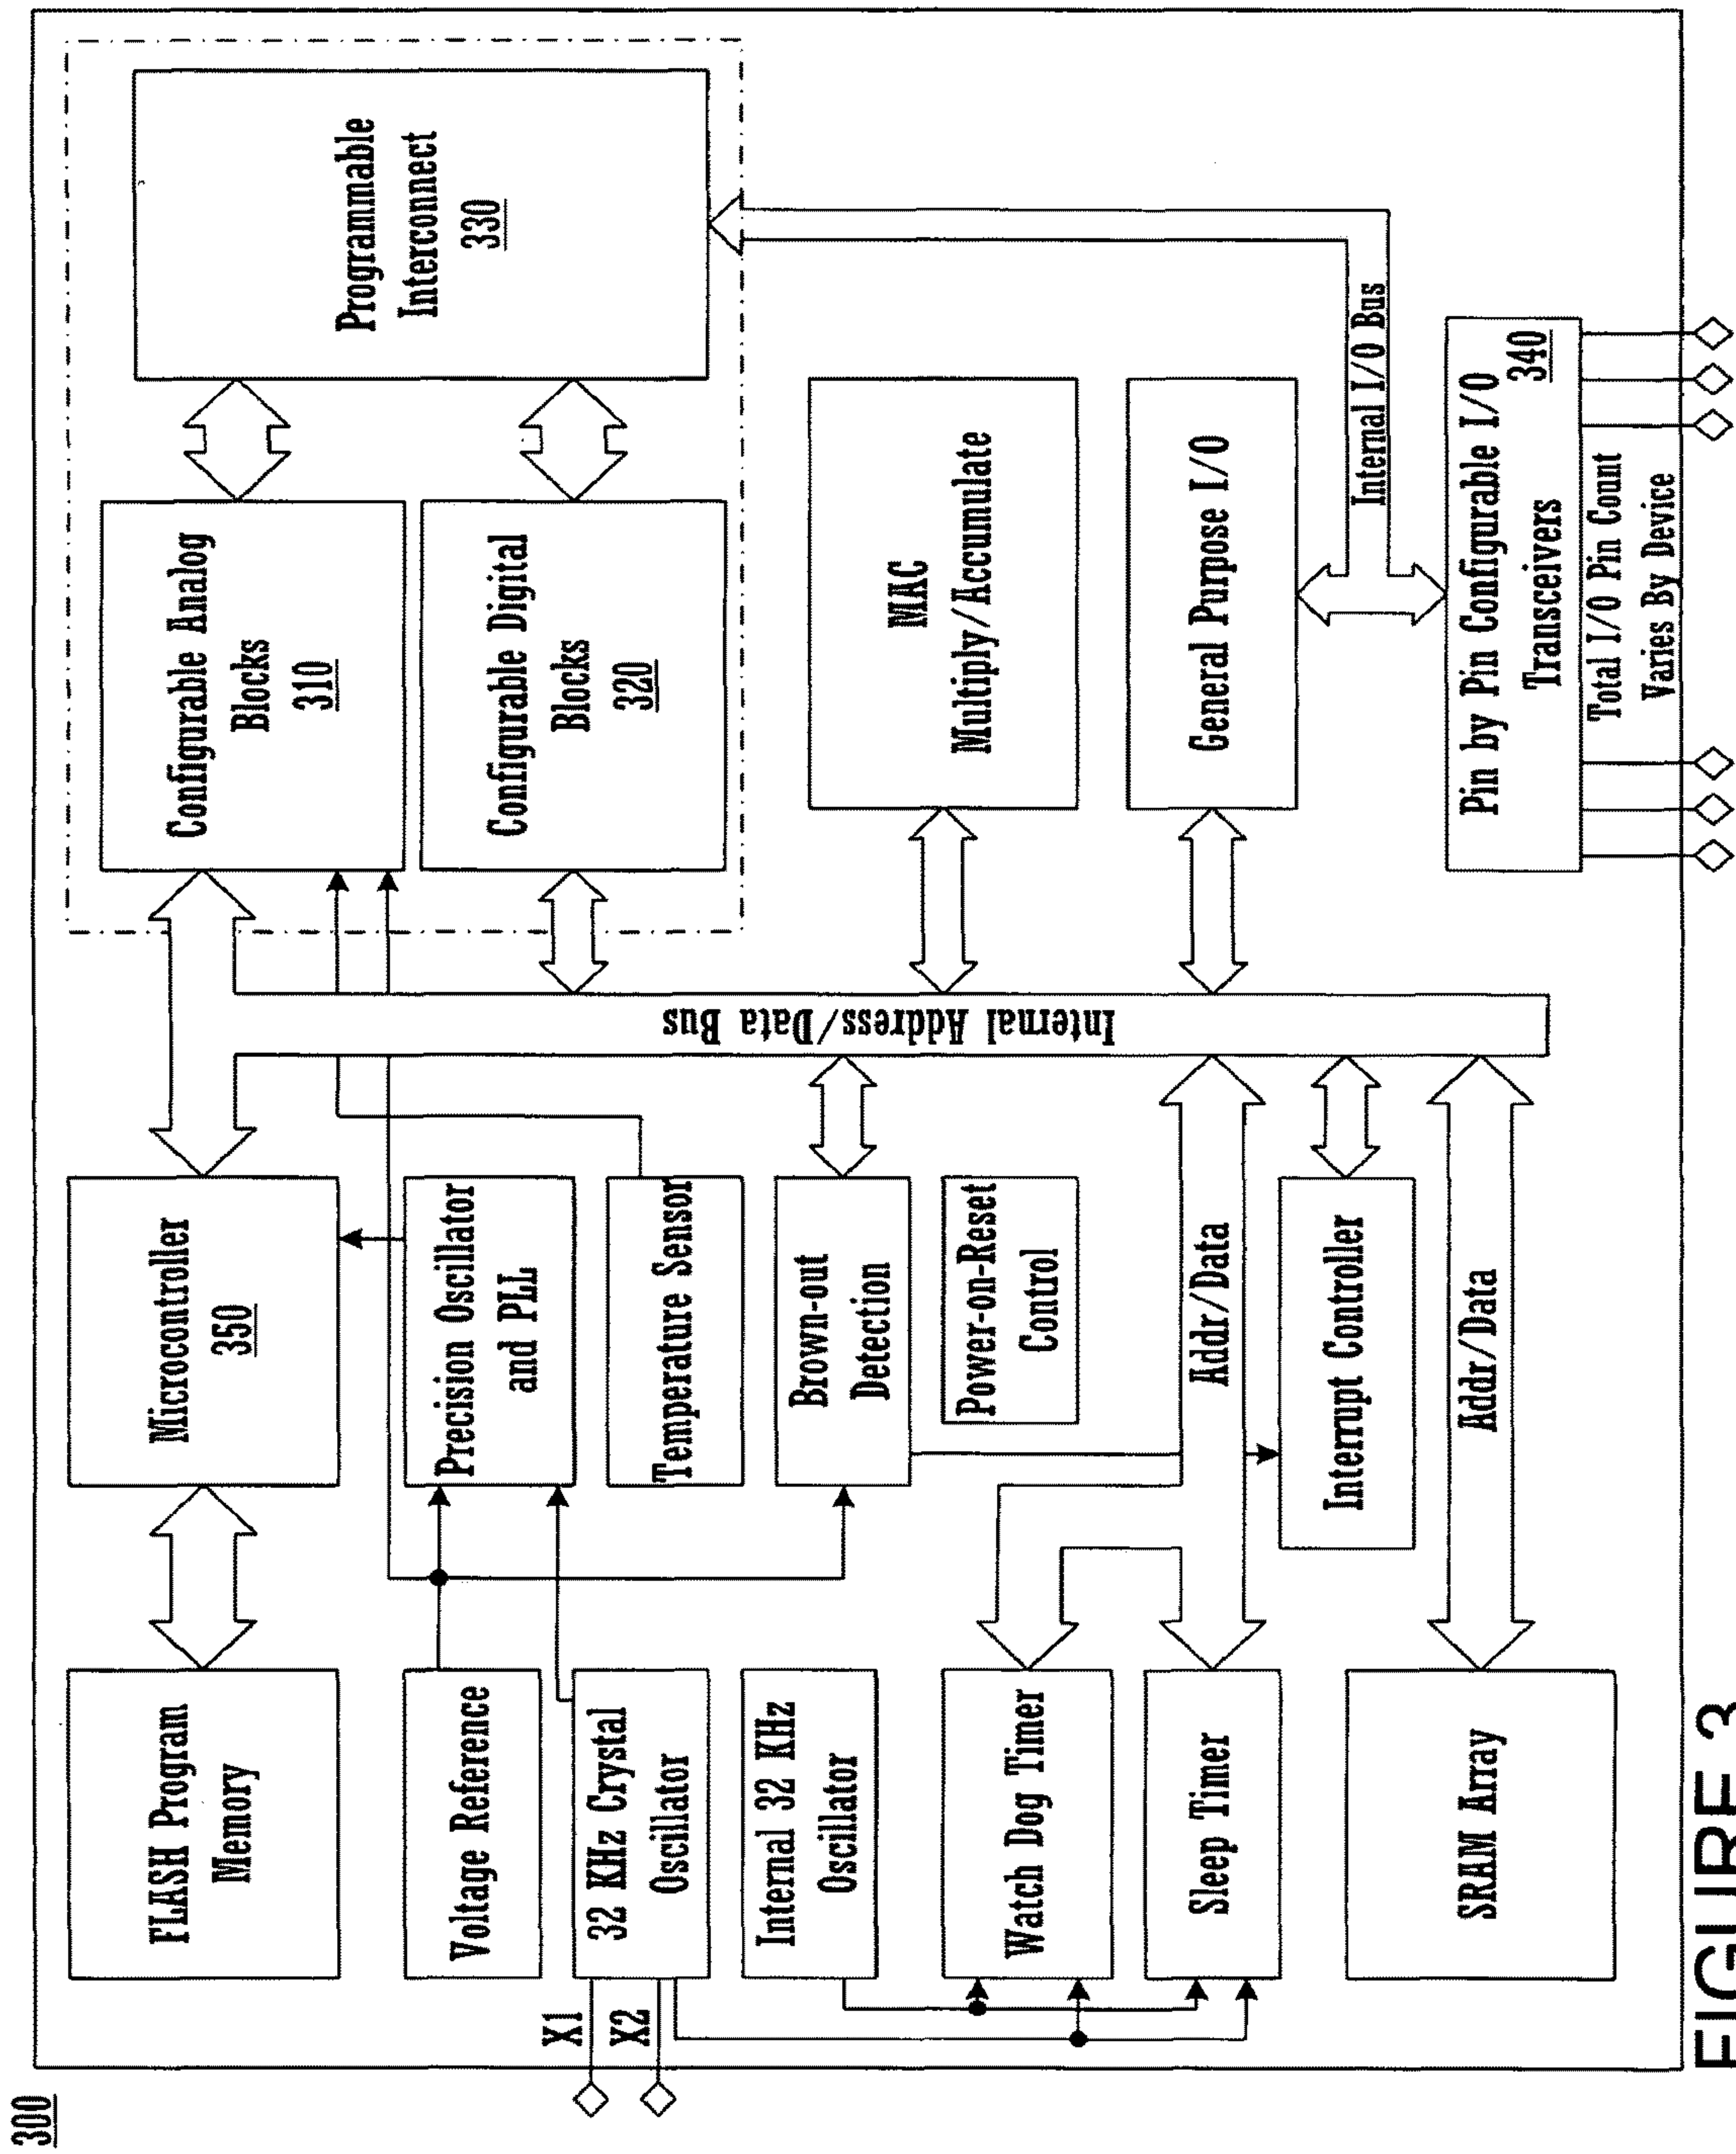 300
FLASH Program
Memory
Microcontroller
350
Configurable Analog
Blocks
310
Programmable
Interconnect
330
Voltage Reference
Precision Oscillator
and PLL
Configurable Digital
Blocks
320
X1
X2
32 KHz Crystal
Oscillator
Temperature Sensor
Internal 32 KHz
Oscillator
Brown-out
Detection
Internal Address/Data Bus
MAC
Multiply/Accumulate
Power-on-Reset
Control
Watch Dog Timer
Addr/Data
General Purpose I/O
Sleep Timer
Interrupt Controller
Internal I/O Bus
SRAM Array
Addr/Data
Pin by Pin Configurable I/O
Transceivers
340
Total I/O Pin Count
Varies By Device
FIGURE 3